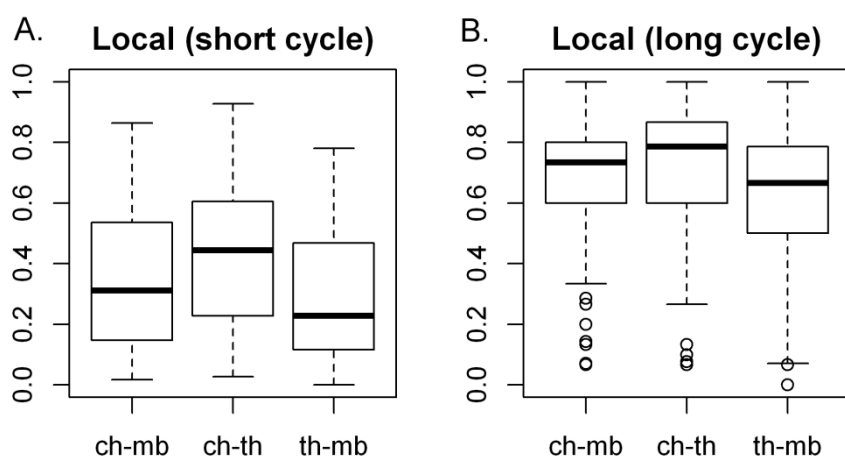 A.
Local (short cycle)
1.0
0.8
0.6
0.4
0.2
0.0
ch-mb ch-th th-mb
B.
Local (long cycle)
1.0
0.8
0.6
0.4
0.2
0.0
ch-mb ch-th th-mb